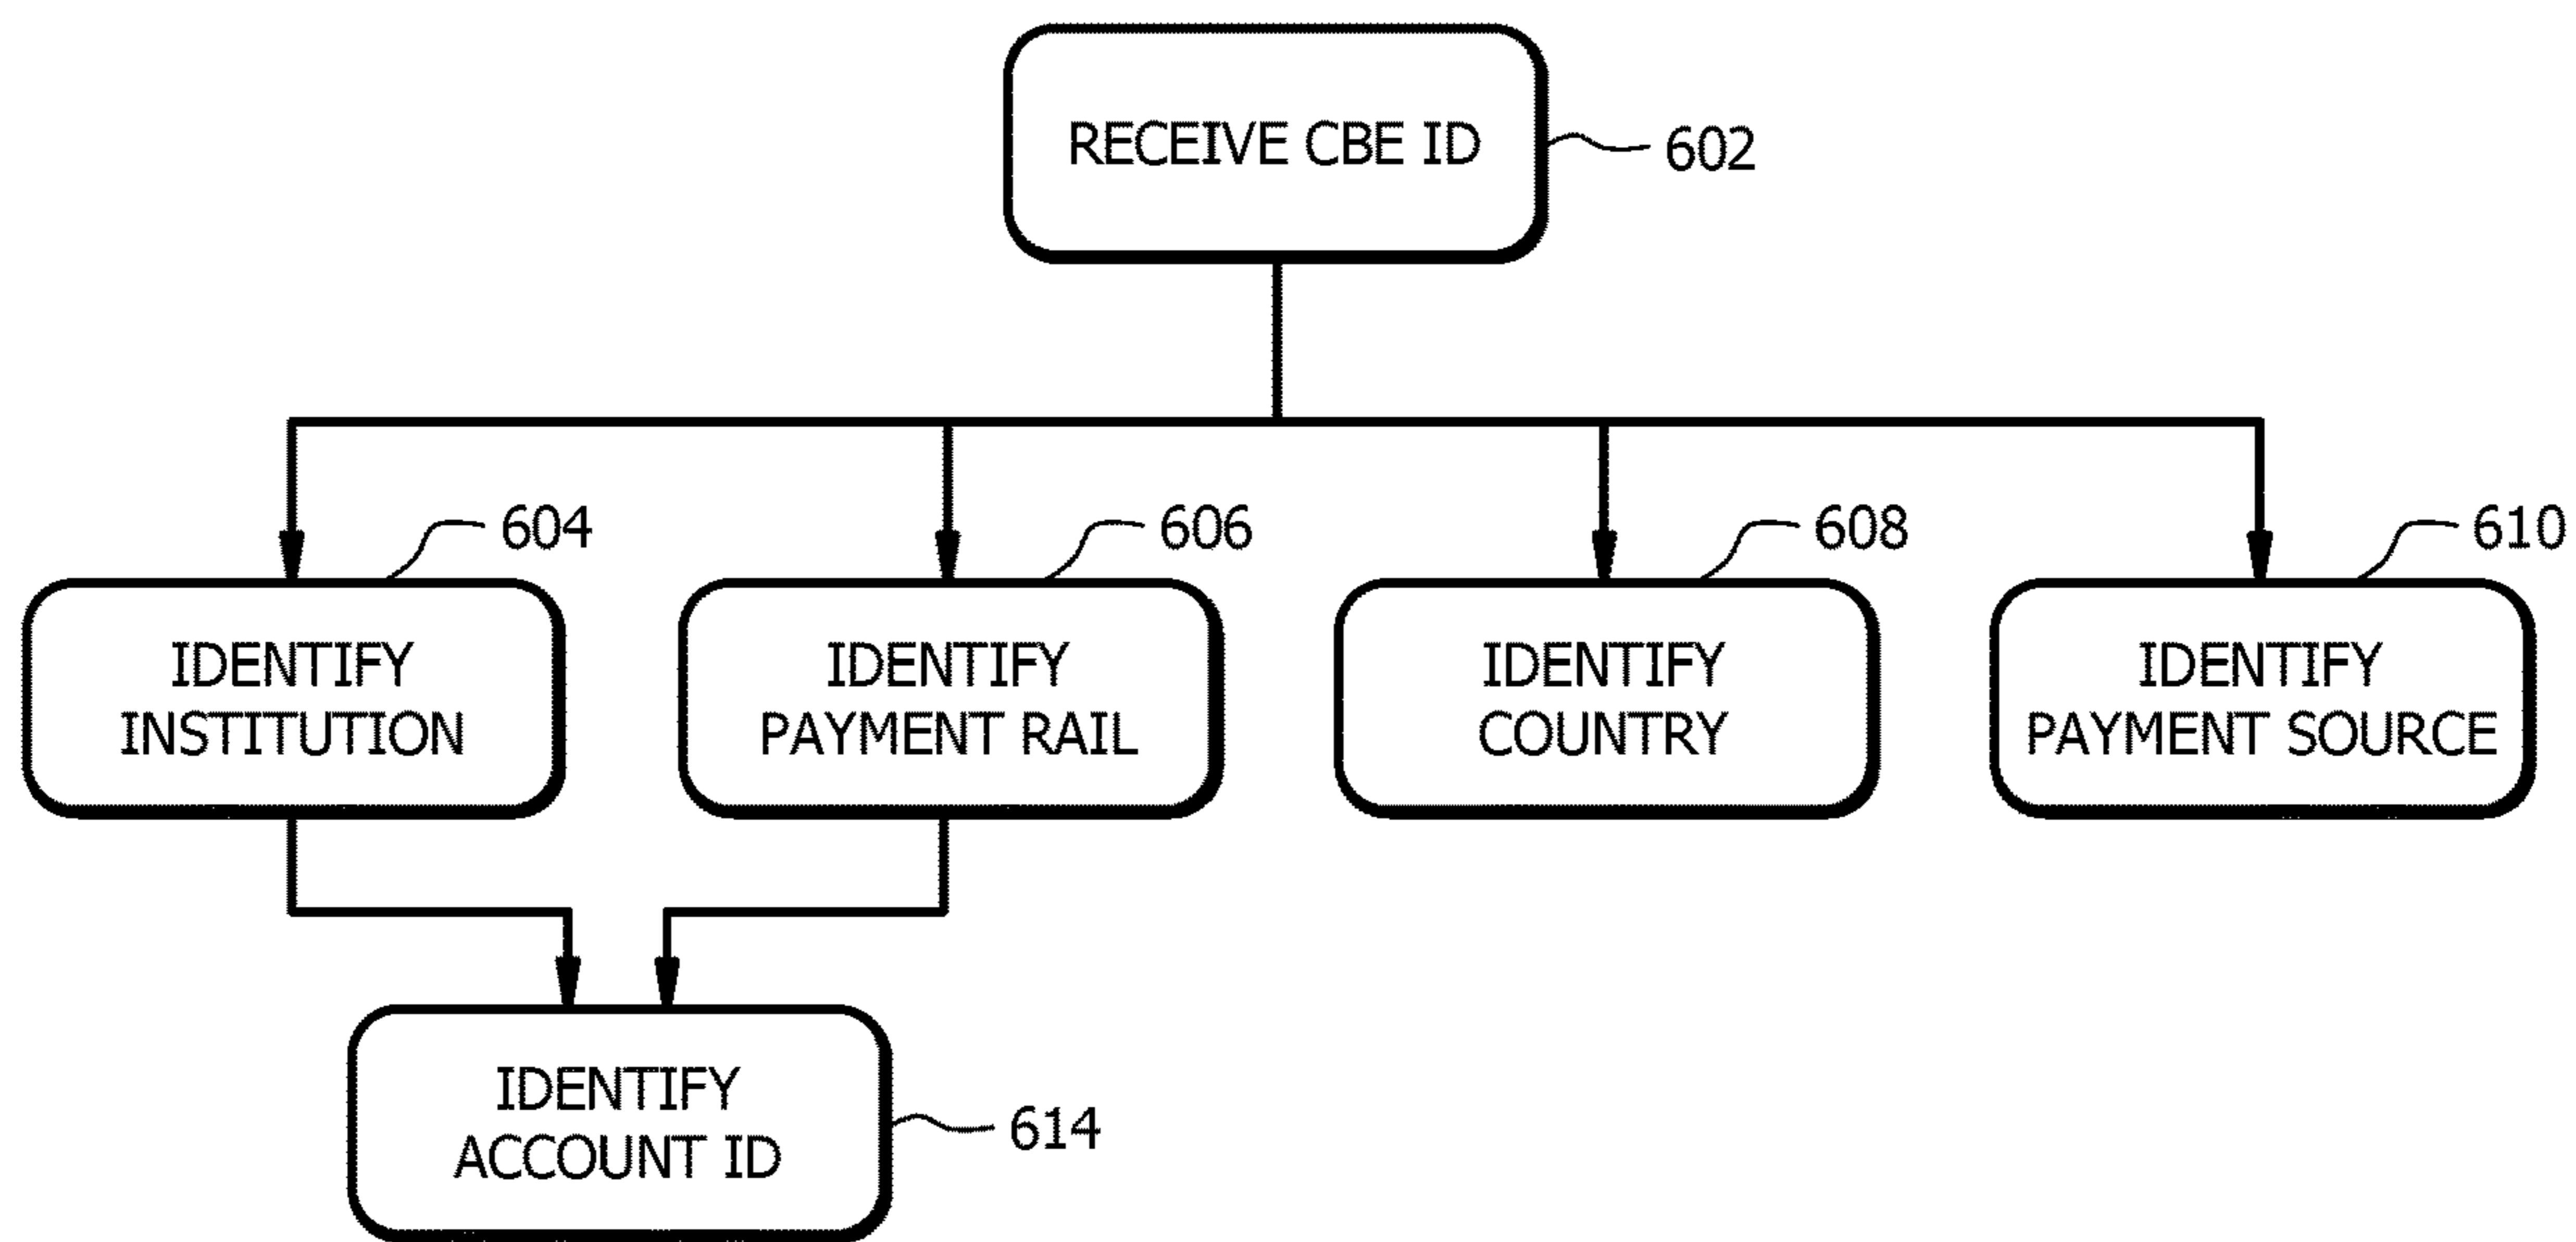 RECEIVE CBE ID
602
604
606
608
610
IDENTIFY
INSTITUTION
IDENTIFY
PAYMENT RAIL
IDENTIFY
COUNTRY
IDENTIFY
PAYMENT SOURCE
IDENTIFY
ACCOUNT ID
614